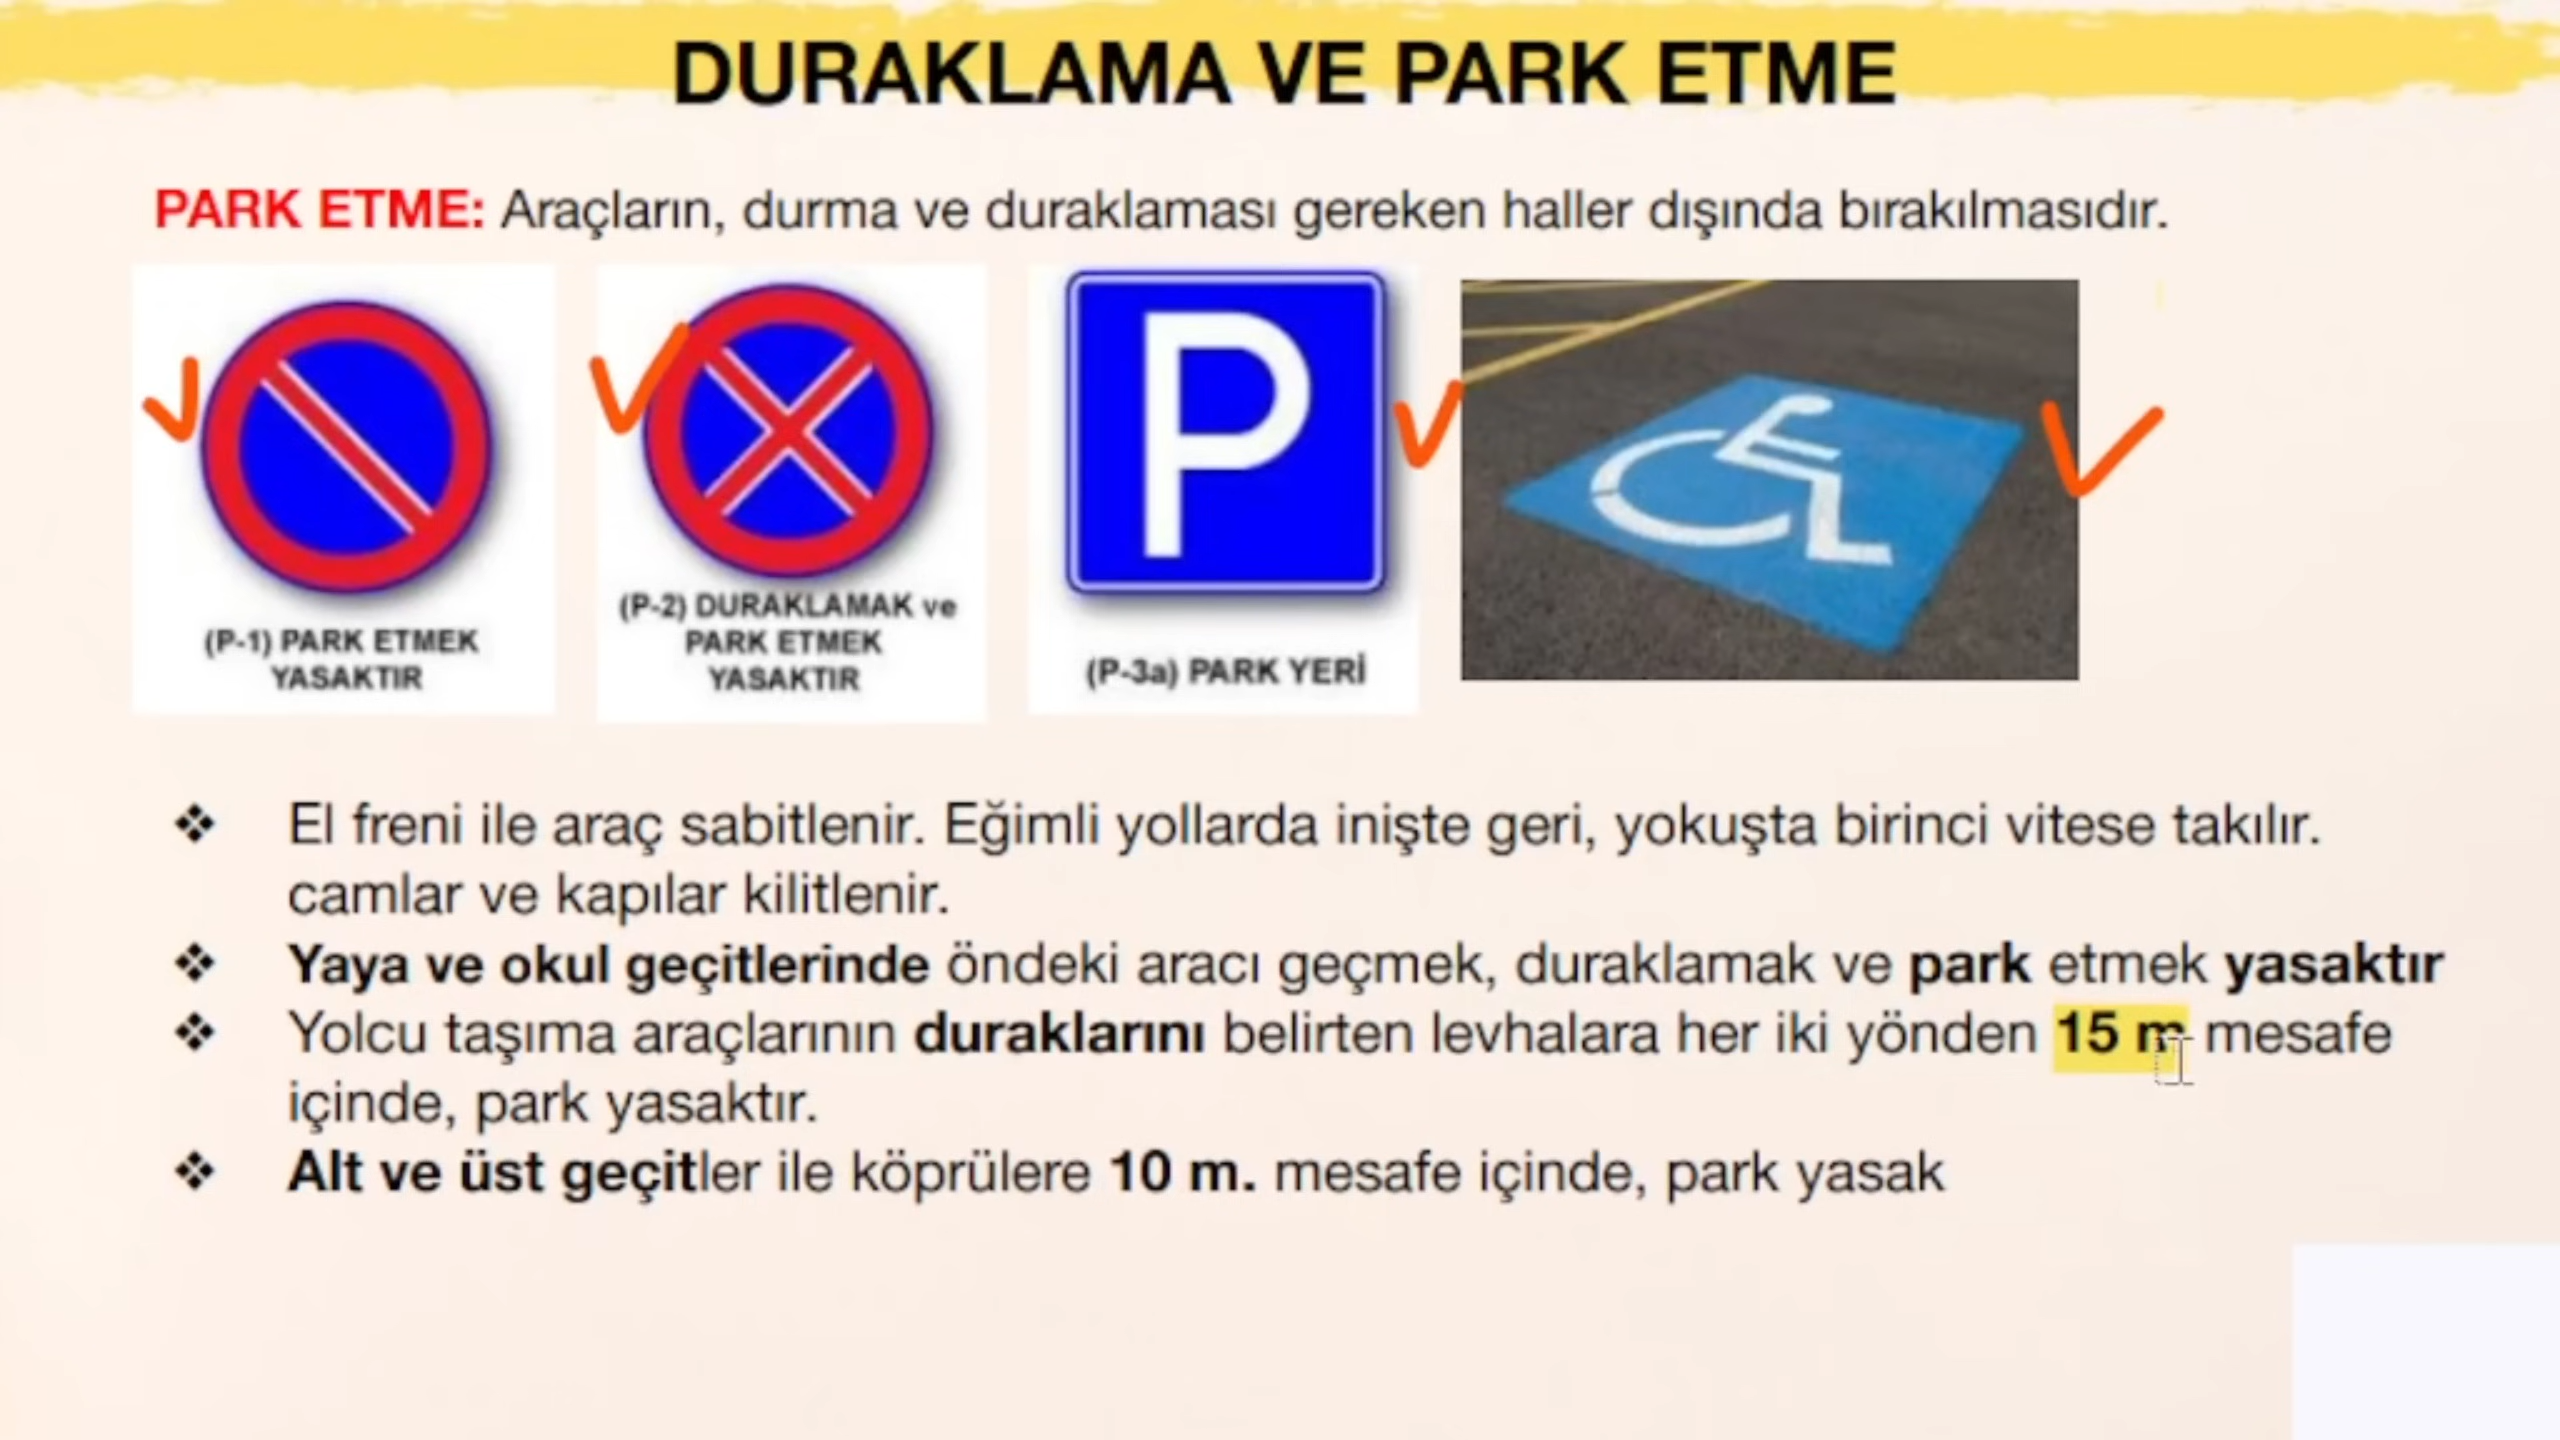 DURAKLAMA VE PARK ETME
PARK ETME: Araçların, durma ve duraklaması gereken haller dışında bırakılmasıdır.
P
(P-1) PARK ETMEK
YASAKTIR
(P-2) DURAKLAMAK ve
PARK ETMEK
YASAKTIR
(P-3a) PARK YERİ
❖ El freni ile araç sabitlenir. Eğimli yollarda inişte geri, yokuşta birinci vitese takılır.
camlar ve kapılar kilitlenir.
❖ Yaya ve okul geçitlerinde öndeki aracı geçmek, duraklamak ve park etmek yasaktır
❖ Yolcu taşıma araçlarının duraklarını belirten levhalara her iki yönden 15 m mesafe
içinde, park yasaktır.
❖ Alt ve üst geçitler ile köprülere 10 m. mesafe içinde, park yasak